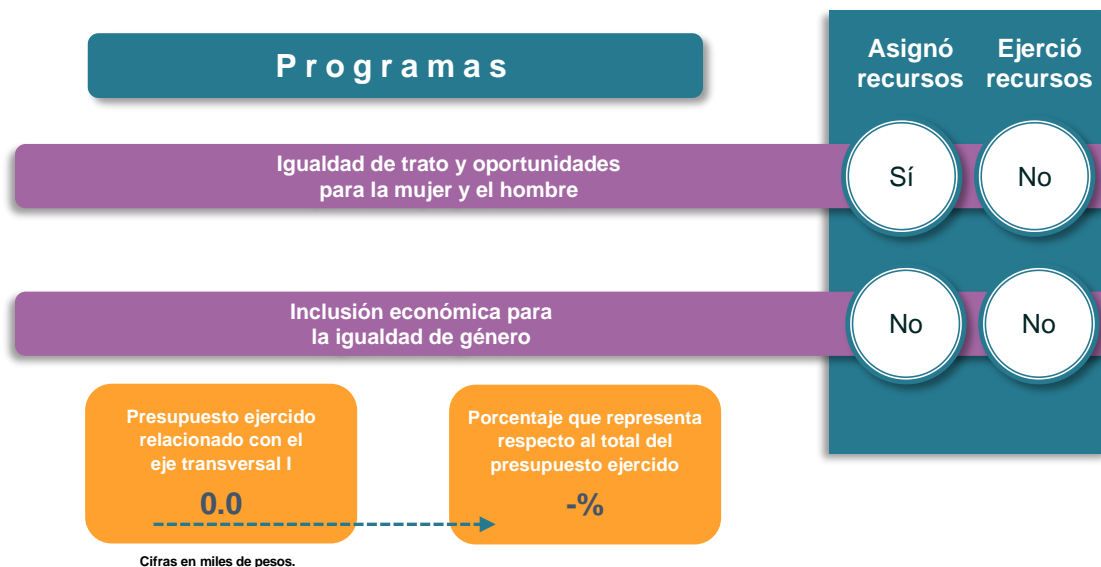 Programas
Asignó
recursos
Ejerció
recursos
Igualdad de trato y oportunidades
para la mujer y el hombre
Sí
No
Inclusión económica para
la igualdad de género
No
No
Presupuesto ejercido
relacionado con el
eje transversal I
0.0
Porcentaje que representa
respecto al total del
presupuesto ejercido
-%
Cifras en miles de pesos.